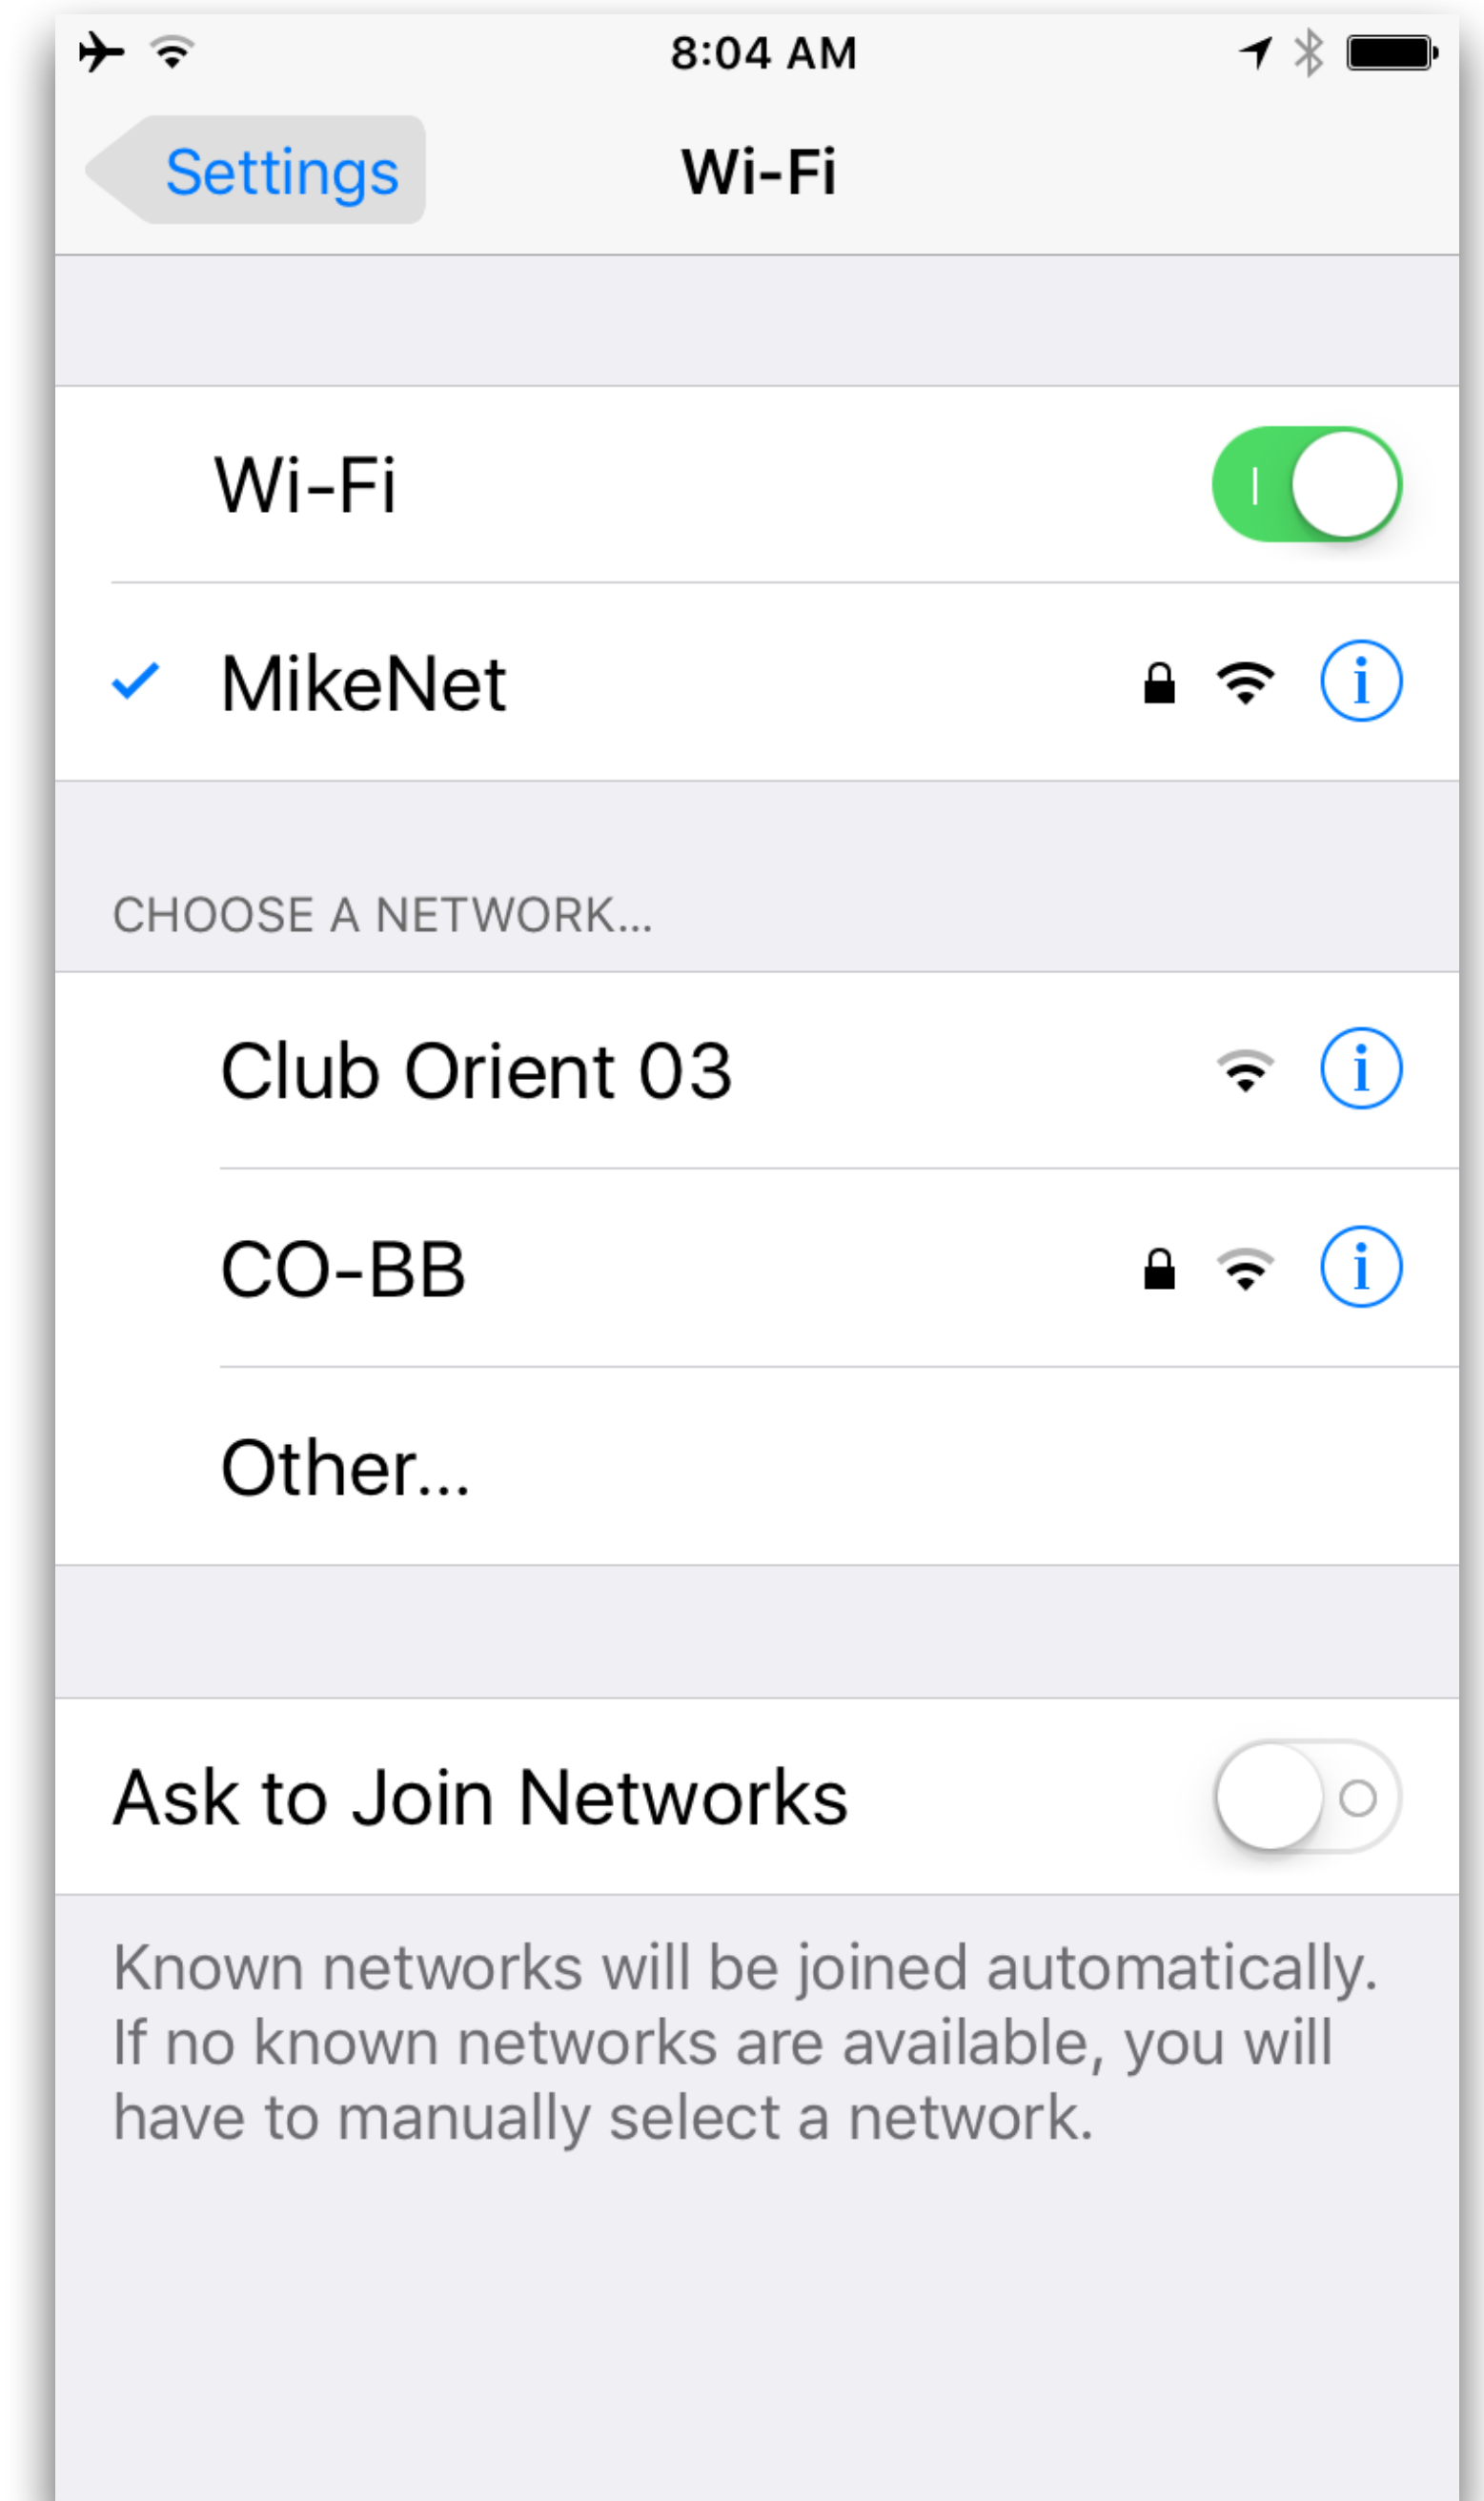 8:04 AM
Settings
Wi-Fi
Wi-Fi
MikeNet
CHOOSE A NETWORK...
Club Orient 03
CO-BB
Other...
Ask to Join Networks
Known networks will be joined automatically.
If no known networks are available, you will
have to manually select a network.